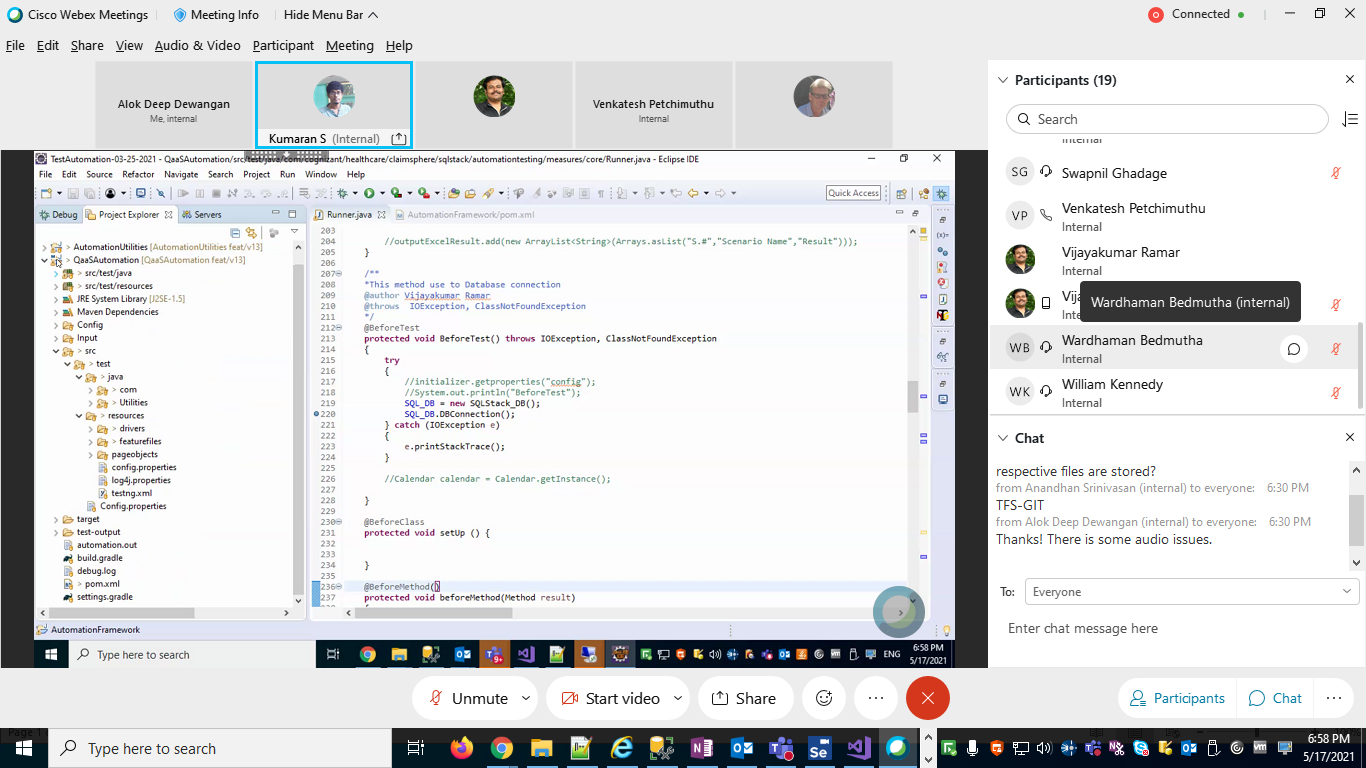 Cisco Webex Meetings
Meeting Info
Hide Menu Bar
Connected
File Edit Share View Audio & Video Participant Meeting Help
Alok Deep Dewangan
Me, internal
Kumaran S (Internal)
Venkatesh Petchimuthu
Internal
TestAutomation-03-25-2021 - QaaSAutomation/src/test/java/com/cognizant/healthcare/claimsphere/sqlstack/automationtesting/measures/core/Runner.java - Eclipse IDE
File Edit Source Refactor Navigate Search Project Run Window Help
Quick Access
Debug
Project Explorer
Servers
> AutomationUtilities [AutomationUtilities feat/v13]
> QaaSAutomation [QaaSAutomation feat/v13]
> src/test/java
> src/test/resources
JRE System Library [J2SE-1.5]
Maven Dependencies
> Config
> Input
> src
> test
> java
> com
> Utilities
> resources
> drivers
> featurefiles
> pageobjects
config.properties
log4j.properties
testng.xml
Config.properties
> target
> test-output
automation.out
build.gradle
debug.log
> pom.xml
settings.gradle
AutomationFramework
Runner.java
AutomationFramework/pom.xml
203
204 //outputExcelResult.add(new ArrayList<String>(Arrays.asList("S.#","Scenario Name","Result")));
205 }
206
207 /**
208 *This method use to Database connection
209 @author Vijayakumar Ramar
210 @throws IOException, ClassNotFoundException
211 */
212 @BeforeTest
213 protected void BeforeTest() throws IOException, ClassNotFoundException
214 {
215 try
216 {
217 //initializer.getproperties("config");
218 //System.out.println("BeforeTest");
219 SQL_DB = new SQLStack_DB();
220 SQL_DB.DBConnection();
221 } catch (IOException e)
222 {
223 e.printStackTrace();
224 }
225
226 //Calendar calendar = Calendar.getInstance();
227
228 }
229
230 @BeforeClass
231 protected void setUp () {
232
233
234 }
235
236 @BeforeMethod()
237 protected void beforeMethod(Method result)
Type here to search
ENG
6:58 PM
5/17/2021
Participants (19)
Search
SG
Swapnil Ghadage
VP
Venkatesh Petchimuthu
Internal
Vijayakumar Ramar
Internal
Wardhaman Bedmutha (internal)
WB
Wardhaman Bedmutha
Internal
WK
William Kennedy
Internal
Chat
respective files are stored?
from Anandhan Srinivasan (internal) to everyone: 6:30 PM
TFS-GIT
from Alok Deep Dewangan (internal) to everyone: 6:30 PM
Thanks! There is some audio issues.
To:
Everyone
Enter chat message here
Unmute
Start video
Share
Participants
Chat
Type here to search
6:58 PM
5/17/2021